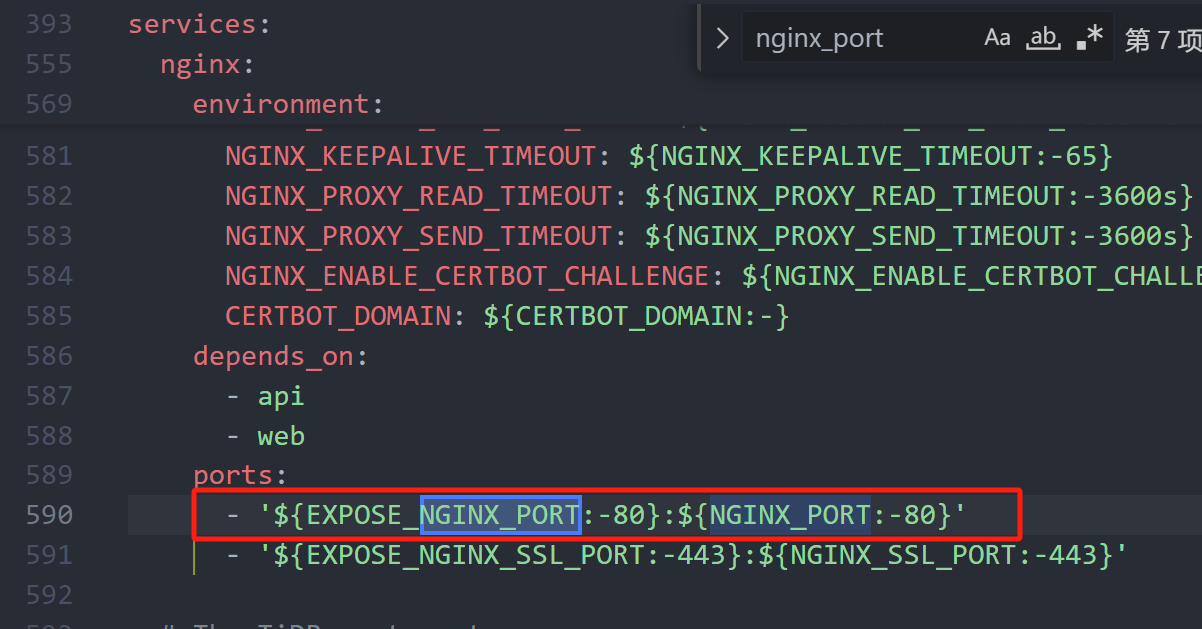 393 services:
555 nginx:
569 environment:
nginx_port Aa ab .* 第 7 项
581 NGINX_KEEPALIVE_TIMEOUT: ${NGINX_KEEPALIVE_TIMEOUT:-65}
582 NGINX_PROXY_READ_TIMEOUT: ${NGINX_PROXY_READ_TIMEOUT:-3600s}
583 NGINX_PROXY_SEND_TIMEOUT: ${NGINX_PROXY_SEND_TIMEOUT:-3600s}
584 NGINX_ENABLE_CERTBOT_CHALLENGE: ${NGINX_ENABLE_CERTBOT_CHALLE
585 CERTBOT_DOMAIN: ${CERTBOT_DOMAIN:-}
586 depends_on:
587 - api
588 - web
589 ports:
590 - '${EXPOSE_NGINX_PORT:-80}:${NGINX_PORT:-80}'
591 - '${EXPOSE_NGINX_SSL_PORT:-443}:${NGINX_SSL_PORT:-443}'
592